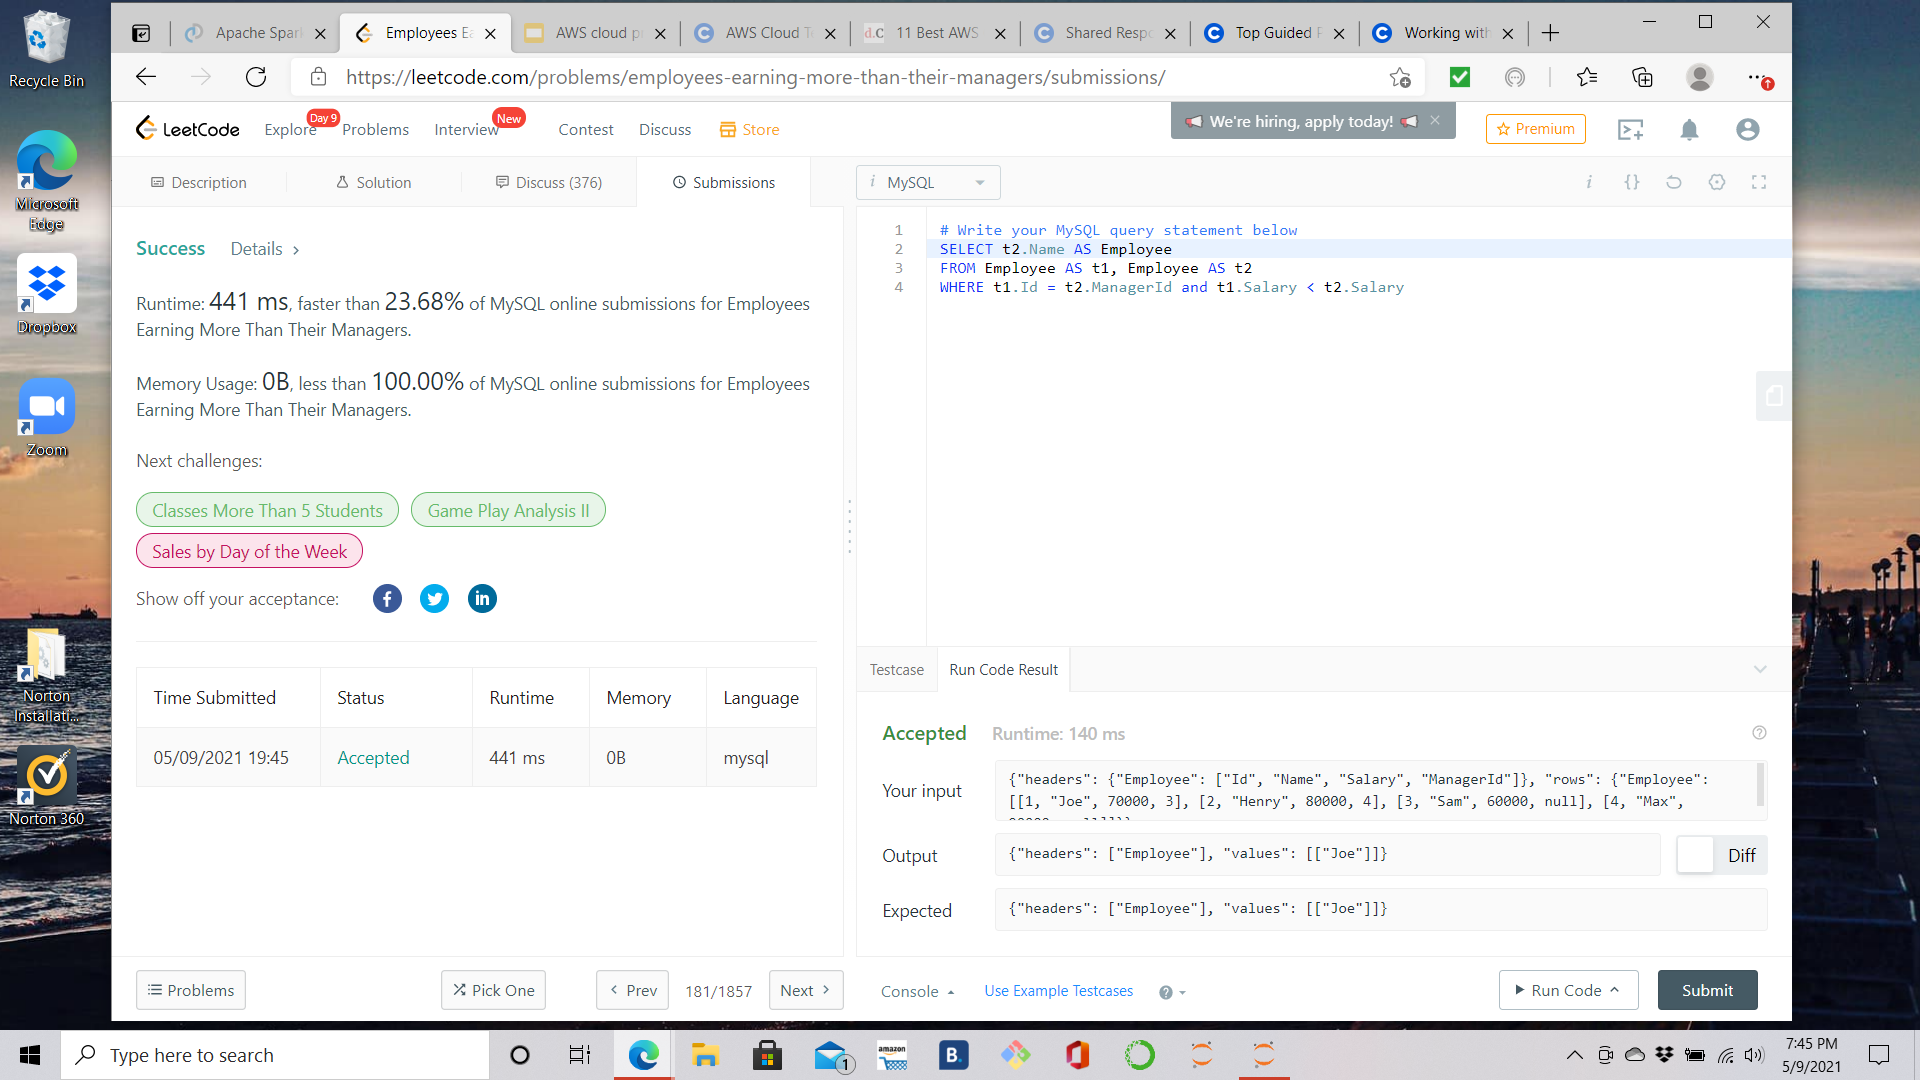 Recycle Bin
Microsoft Edge
Dropbox
Zoom
Norton Installati...
Norton 360
Apache Spar
Employees Ea
AWS cloud p
AWS Cloud T
d.C 11 Best AWS
Shared Respo
Top Guided P
Working with
https://leetcode.com/problems/employees-earning-more-than-their-managers/submissions/
LeetCode
Explore
Day 9
Problems
Interview
New
Contest
Discuss
Store
We're hiring, apply today!
Premium
Description
Solution
Discuss (376)
Submissions
i MySQL
i {}
Success Details >
Runtime: 441 ms, faster than 23.68% of MySQL online submissions for Employees
Earning More Than Their Managers.
Memory Usage: 0B, less than 100.00% of MySQL online submissions for Employees
Earning More Than Their Managers.
Next challenges:
Classes More Than 5 Students
Game Play Analysis II
Sales by Day of the Week
Show off your acceptance:
Time Submitted Status Runtime Memory Language
05/09/2021 19:45 Accepted 441 ms 0B mysql
1 # Write your MySQL query statement below
2 SELECT t2.Name AS Employee
3 FROM Employee AS t1, Employee AS t2
4 WHERE t1.Id = t2.ManagerId and t1.Salary < t2.Salary
Testcase
Run Code Result
Accepted Runtime: 140 ms
Your input
{"headers": {"Employee": ["Id", "Name", "Salary", "ManagerId"]}, "rows": {"Employee":
[[1, "Joe", 70000, 3], [2, "Henry", 80000, 4], [3, "Sam", 60000, null], [4, "Max",
Output
{"headers": ["Employee"], "values": [["Joe"]]}
Diff
Expected
{"headers": ["Employee"], "values": [["Joe"]]}
Problems
Pick One
< Prev
181/1857
Next >
Console
Use Example Testcases
Run Code
Submit
Type here to search
1
amazon
B.
7:45 PM
5/9/2021